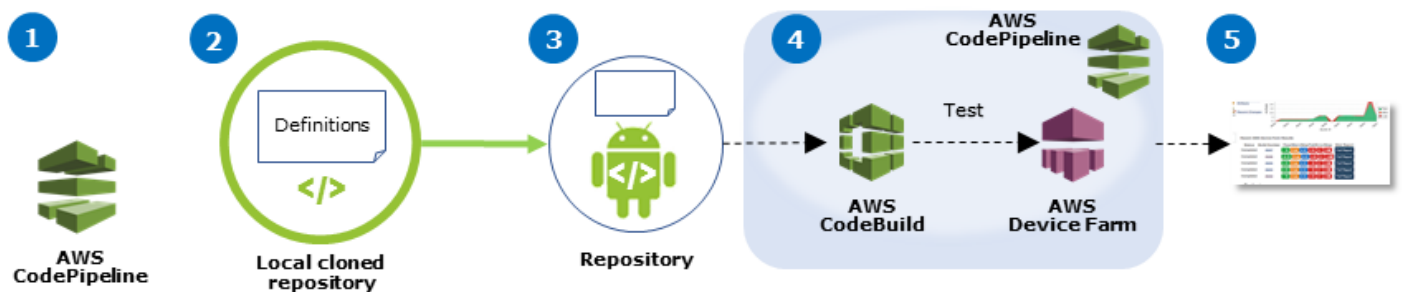 1
AWS
CodePipeline
2
Definitions
</>
Local cloned
repository
3
</>
Repository
4
AWS
CodePipeline
AWS
CodeBuild
Test
AWS
Device Farm
5